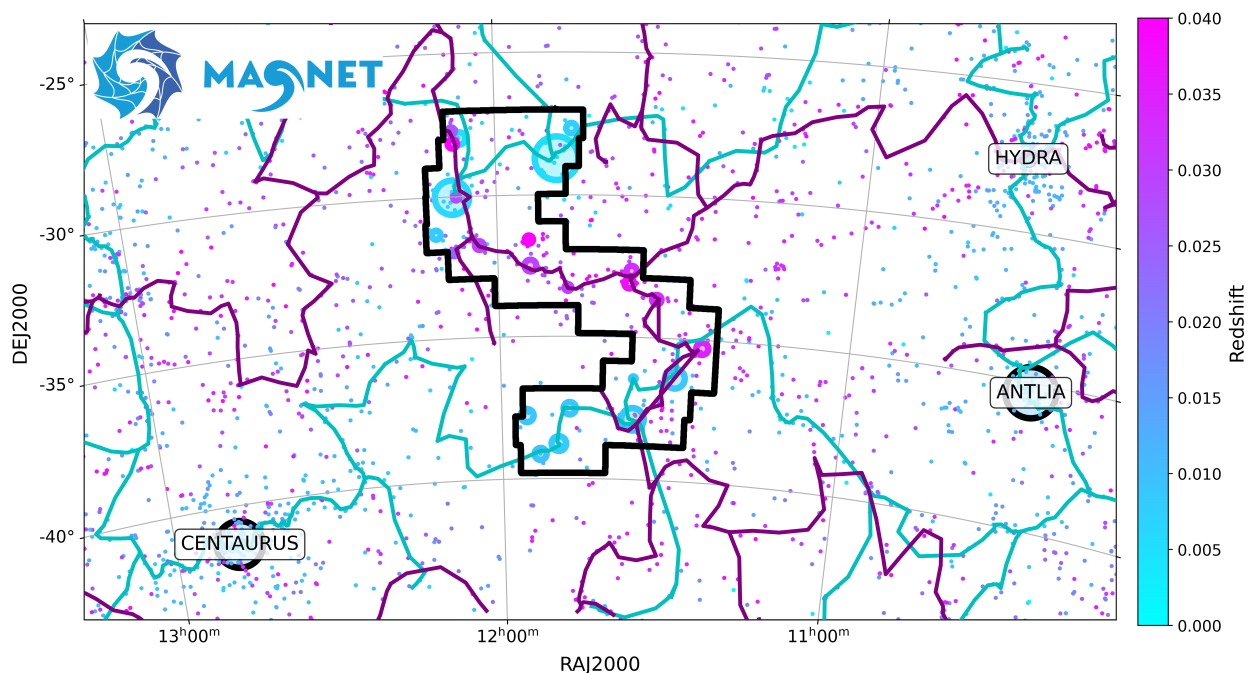 MAGNET
0.040
0.035
0.030
0.025
0.020
0.015
0.010
0.005
0.000
Redshift
-25°
-30°
-35°
-40°
DEJ2000
HYDRA
ANTLIA
CENTAURUS
13ʰ00ᵐ
12ʰ00ᵐ
11ʰ00ᵐ
RAJ2000